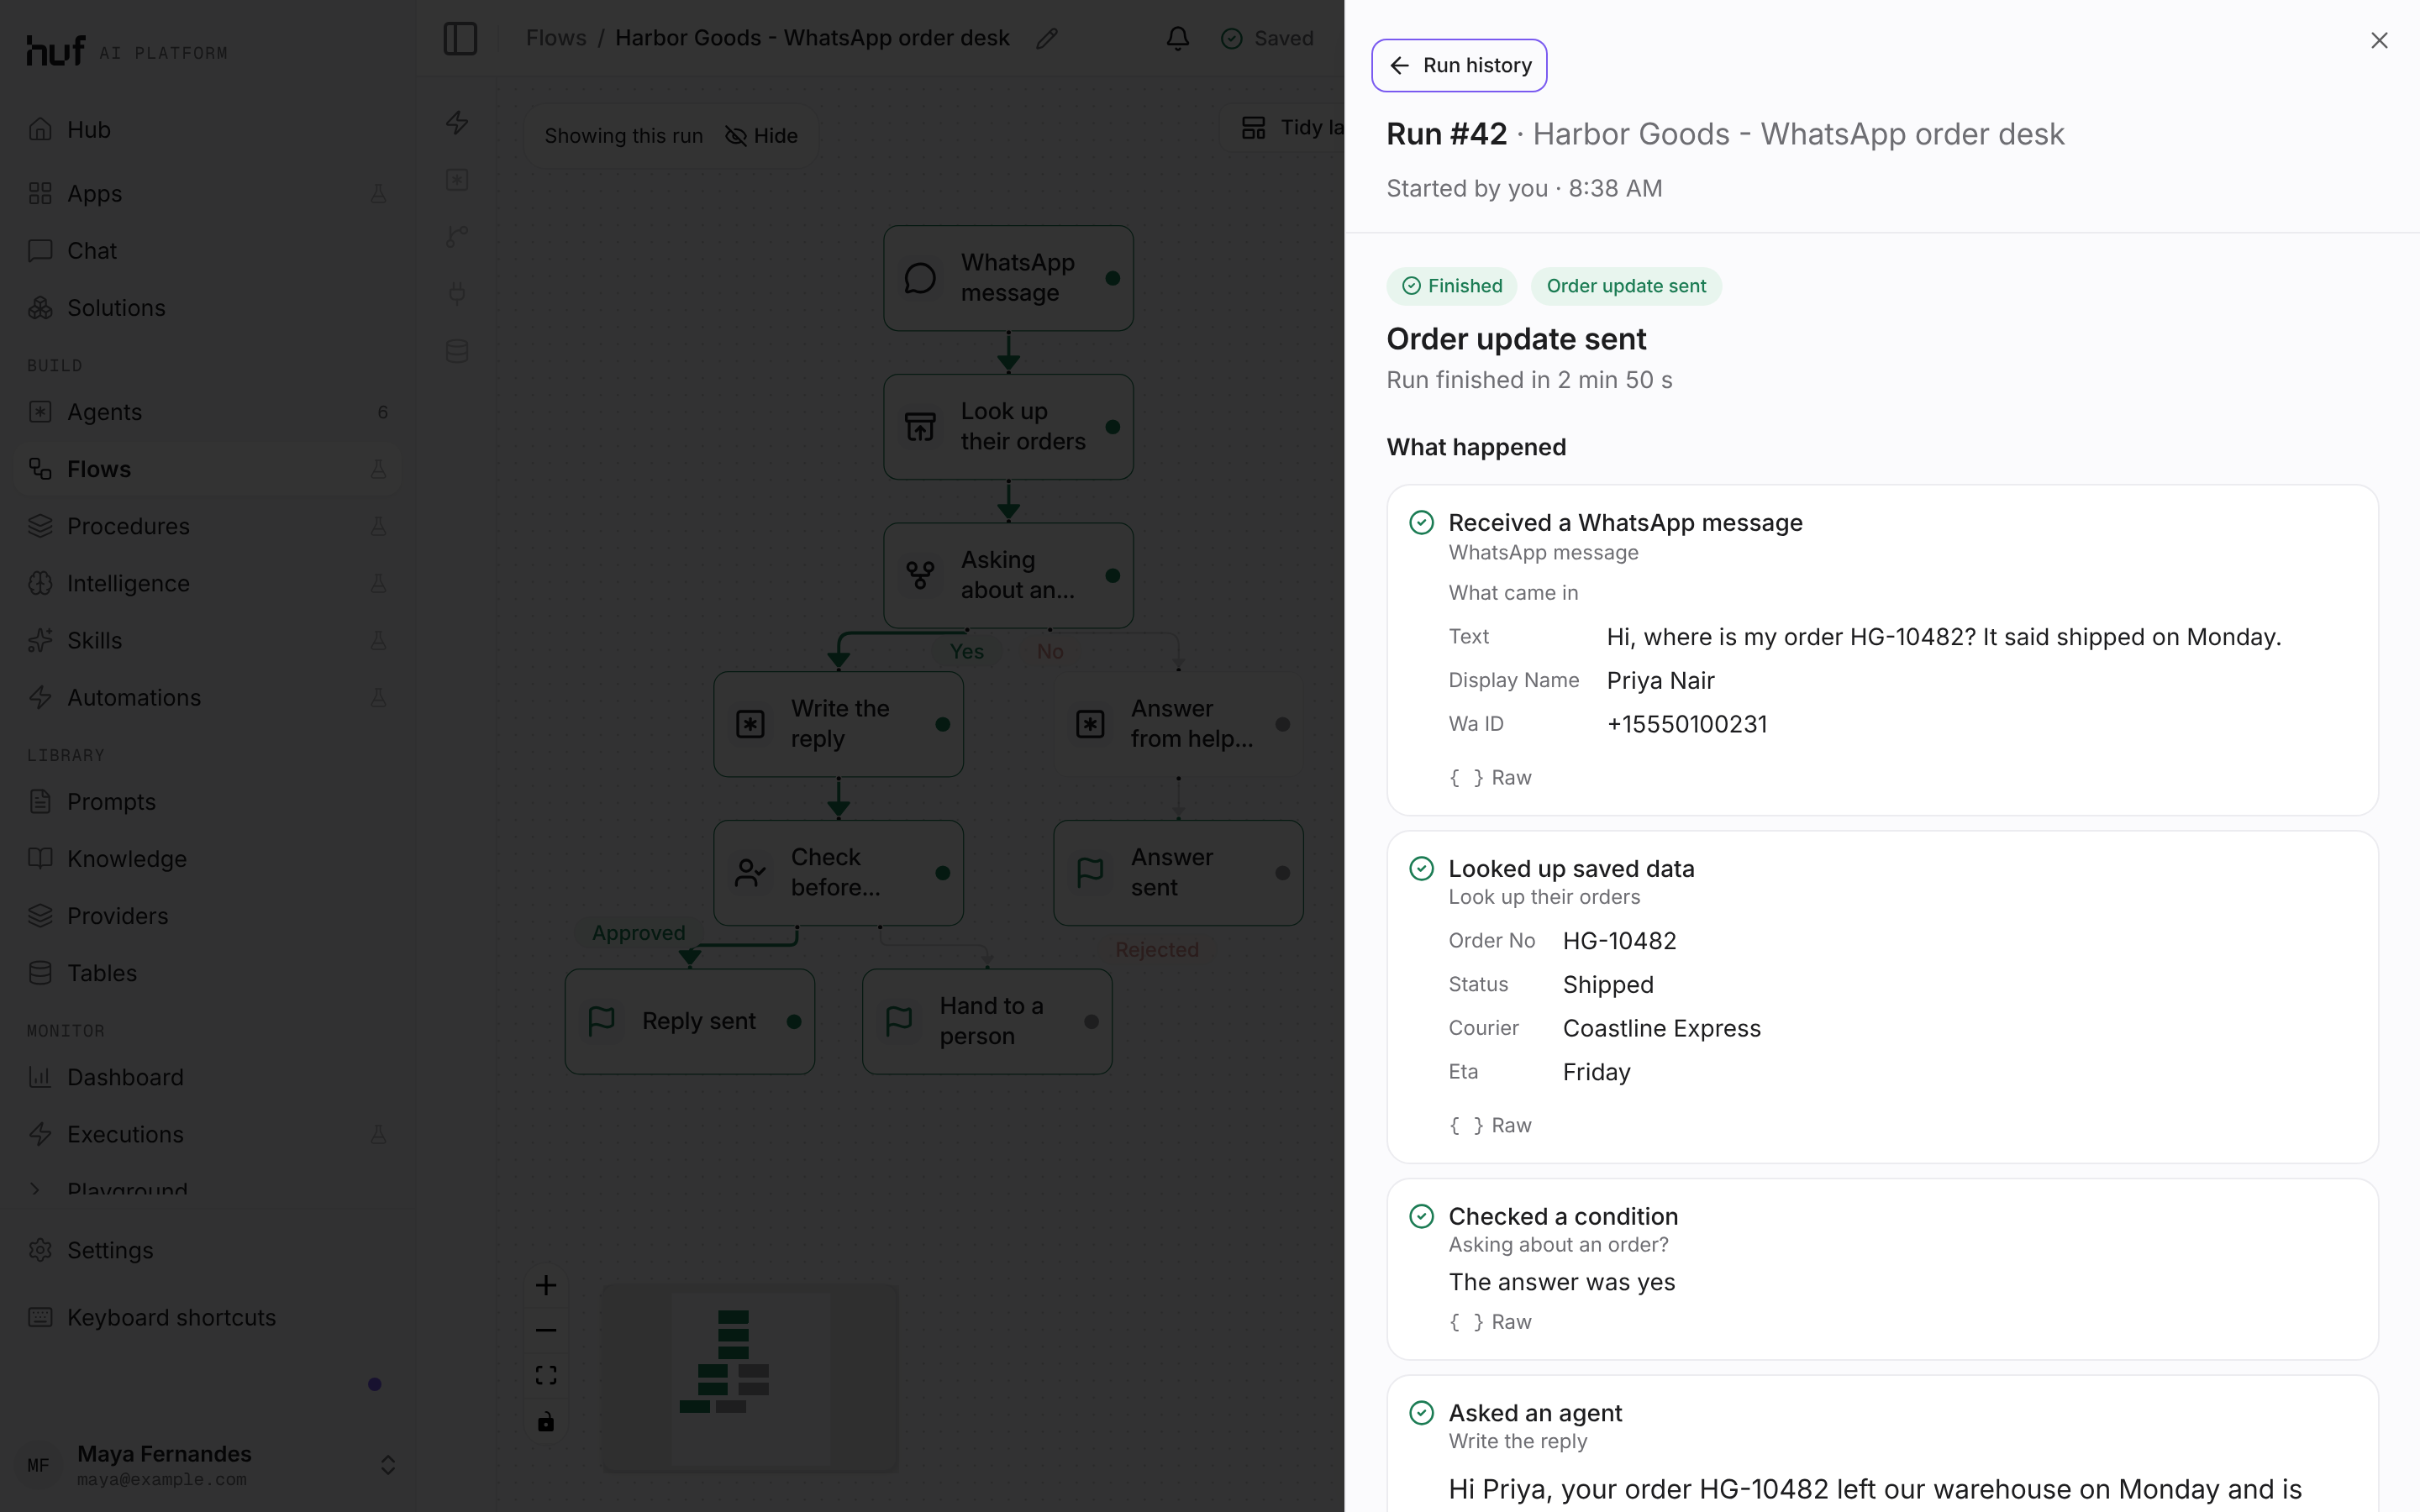 huf AI PLATFORM
Hub
Apps
Chat
Solutions
BUILD
Agents 6
Flows
Procedures
Intelligence
Skills
Automations
LIBRARY
Prompts
Knowledge
Providers
Tables
MONITOR
Dashboard
Executions
Playground
Settings
Keyboard shortcuts
MF Maya Fernandes
maya@example.com
Flows / Harbor Goods - WhatsApp order desk
Saved
Showing this run Hide
Tidy la
WhatsApp
message
Look up
their orders
Asking
about an...
Yes No
Write the
reply
Answer
from help...
Check
before...
Answer
sent
Approved
Rejected
Reply sent
Hand to a
person
Run history
Run #42 · Harbor Goods - WhatsApp order desk
Started by you · 8:38 AM
Finished Order update sent
Order update sent
Run finished in 2 min 50 s
What happened
Received a WhatsApp message
WhatsApp message
What came in
Text Hi, where is my order HG-10482? It said shipped on Monday.
Display Name Priya Nair
Wa ID +15550100231
{ } Raw
Looked up saved data
Look up their orders
Order No HG-10482
Status Shipped
Courier Coastline Express
Eta Friday
{ } Raw
Checked a condition
Asking about an order?
The answer was yes
{ } Raw
Asked an agent
Write the reply
Hi Priya, your order HG-10482 left our warehouse on Monday and is